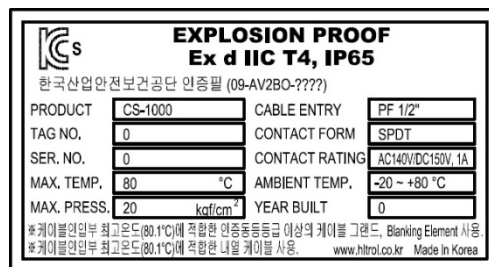 KCs EXPLOSION PROOF
Ex d IIC T4, IP65
한국산업안전보건공단 인증필 (09-AV2BO-????)
PRODUCT CS-1000 CABLE ENTRY PF 1/2"
TAG NO. 0 CONTACT FORM SPDT
SER. NO. 0 CONTACT RATING AC140V/DC150V, 1A
MAX. TEMP. 80 °C AMBIENT TEMP. -20 ~ +80 °C
MAX. PRESS. 20 kgf/cm² YEAR BUILT 0
※케이블인입부 최고온도(80.1°C)에 적합한 인증동등등급 이상의 케이블 그랜드, Blanking Element 사용.
※케이블인입부 최고온도(80.1°C)에 적합한 내열 케이블 사용. www.hltrol.co.kr Made In Korea